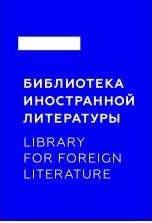 БИБЛИОТЕКА
ИНОСТРАННОЙ
ЛИТЕРАТУРЫ
LIBRARY
FOR FOREIGN
LITERATURE